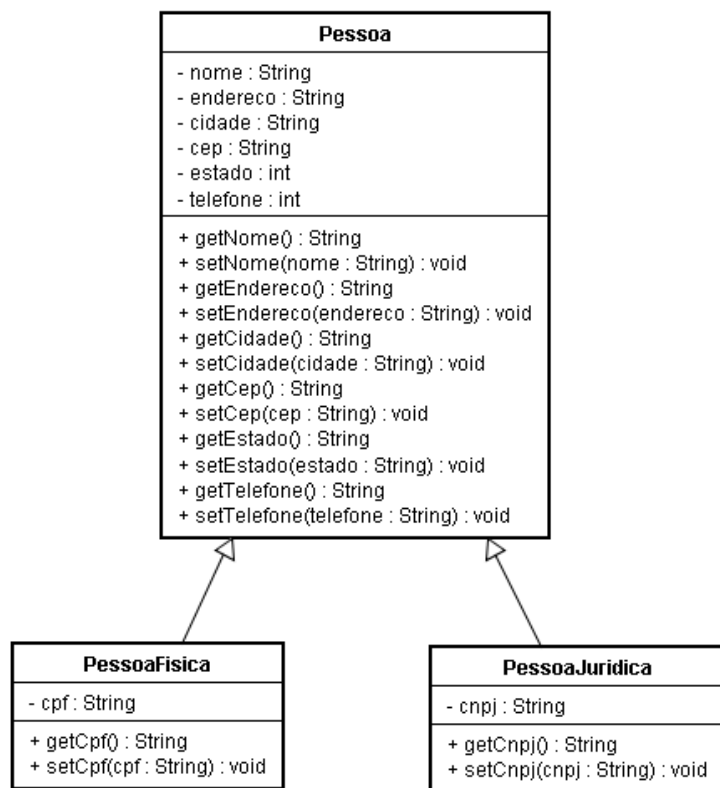 Pessoa
- nome : String
- endereco : String
- cidade : String
- cep : String
- estado : int
- telefone : int
+ getNome() : String
+ setNome(nome : String) : void
+ getEndereco() : String
+ setEndereco(endereco : String) : void
+ getCidade() : String
+ setCidade(cidade : String) : void
+ getCep() : String
+ setCep(cep : String) : void
+ getEstado() : String
+ setEstado(estado : String) : void
+ getTelefone() : String
+ setTelefone(telefone : String) : void
PessoaFisica
- cpf : String
+ getCpf() : String
+ setCpf(cpf : String) : void
PessoaJuridica
- cnpj : String
+ getCnpj() : String
+ setCnpj(cnpj : String) : void